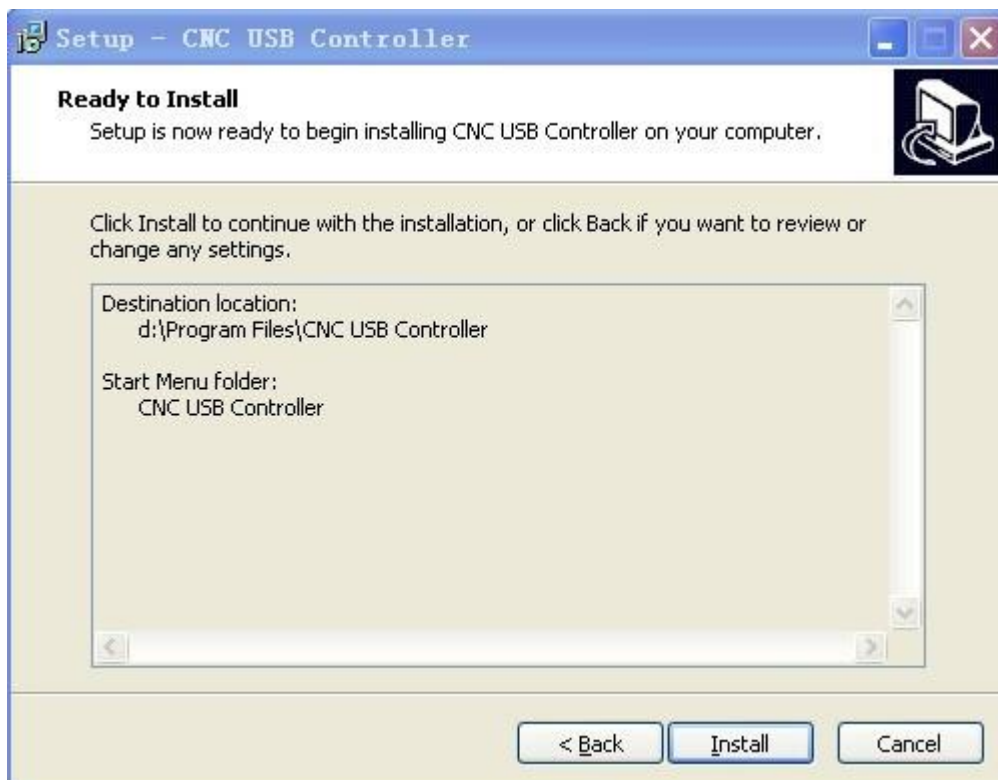 Setup - CNC USB Controller
Ready to Install
Setup is now ready to begin installing CNC USB Controller on your computer.
Click Install to continue with the installation, or click Back if you want to review or
change any settings.
Destination location:
d:\Program Files\CNC USB Controller
Start Menu folder:
CNC USB Controller
< Back
Install
Cancel